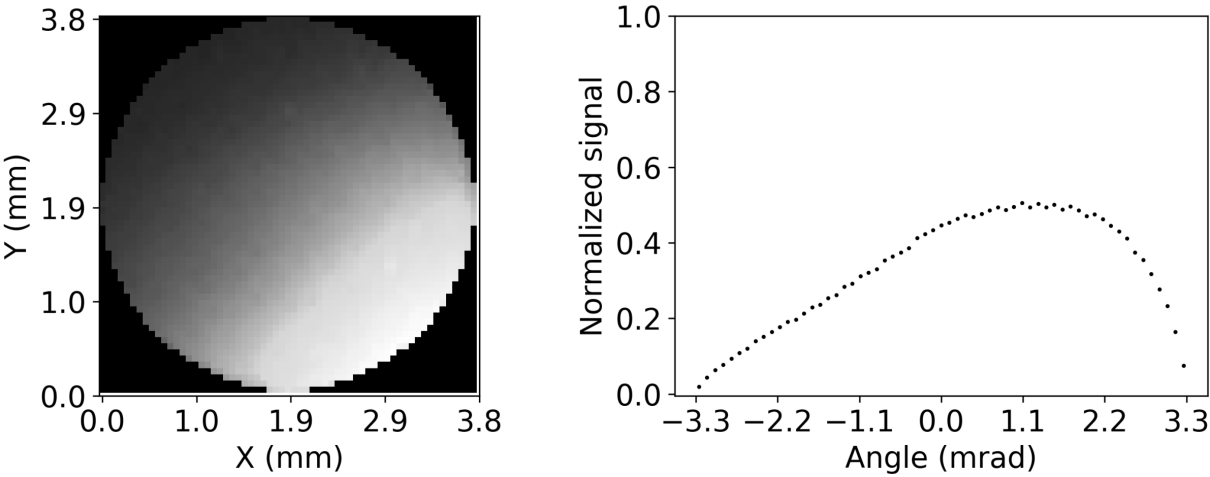 3.8
2.9
1.9
1.0
0.0
Y (mm)
0.0 1.0 1.9 2.9 3.8
X (mm)
1.0
0.8
0.6
0.4
0.2
0.0
Normalized signal
−3.3 −2.2 −1.1 0.0 1.1 2.2 3.3
Angle (mrad)